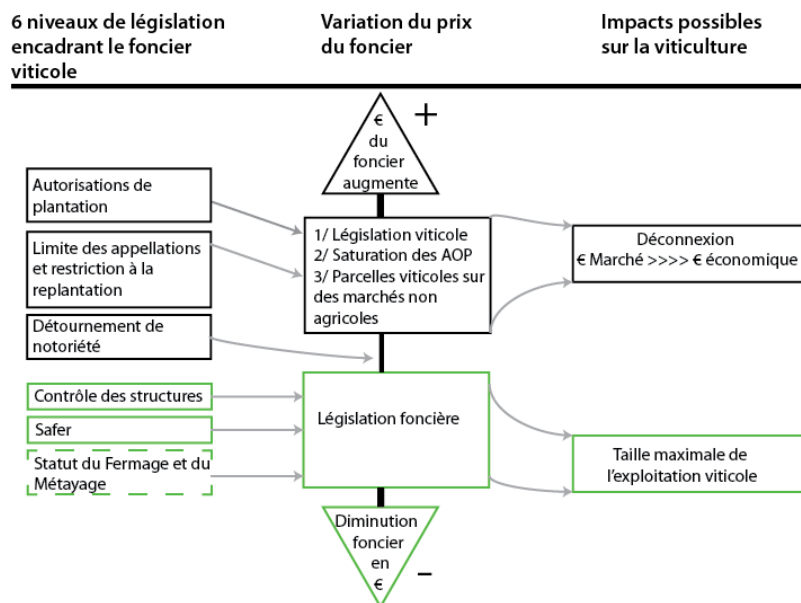 6 niveaux de législation
encadrant le foncier
viticole
Variation du prix
du foncier
Impacts possibles
sur la viticulture
€
du
foncier
augmente
+
Autorisations de
plantation
Limite des appellations
et restriction à la
replantation
Détournement de
notoriété
1/ Législation viticole
2/ Saturation des AOP
3/ Parcelles viticoles sur
des marchés non
agricoles
Déconnexion
€ Marché >>>> € économique
Contrôle des structures
Safer
Statut du Fermage et du
Métayage
Législation foncière
Taille maximale de
l'exploitation viticole
Diminution
foncier
en
€
–